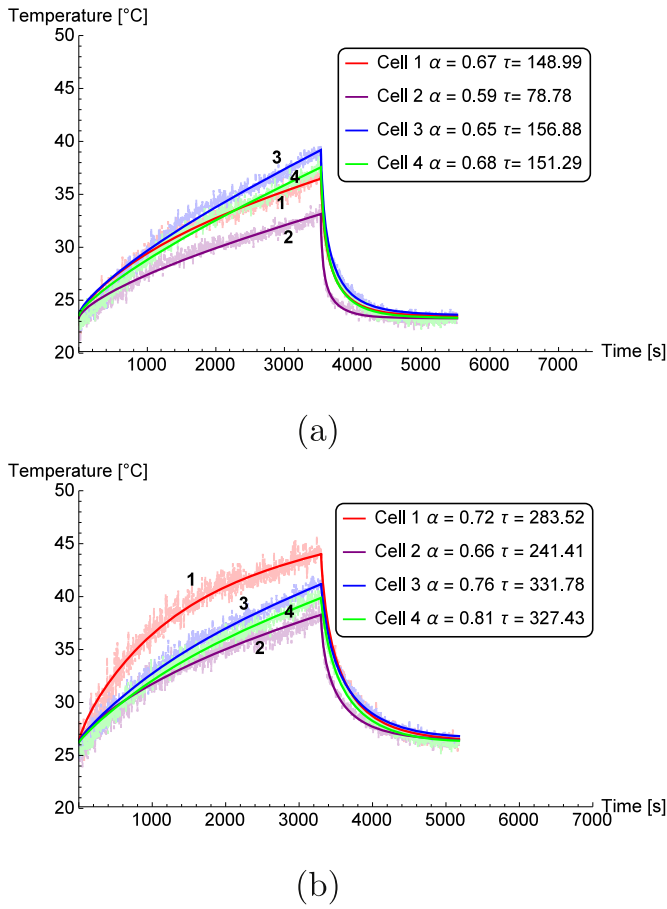 Temperature [°C]
50
Cell 1 α = 0.67 τ = 148.99
45
Cell 2 α = 0.59 τ = 78.78
Cell 3 α = 0.65 τ = 156.88
40
3
Cell 4 α = 0.68 τ = 151.29
4
35
1
2
30
25
20
1000 2000 3000 4000 5000 6000 7000
Time [s]
(a)
Temperature [°C]
50
Cell 1 α = 0.72 τ = 283.52
45
Cell 2 α = 0.66 τ = 241.41
1
Cell 3 α = 0.76 τ = 331.78
40
3
4
Cell 4 α = 0.81 τ = 327.43
35
2
30
25
20
1000 2000 3000 4000 5000 6000 7000
Time [s]
(b)